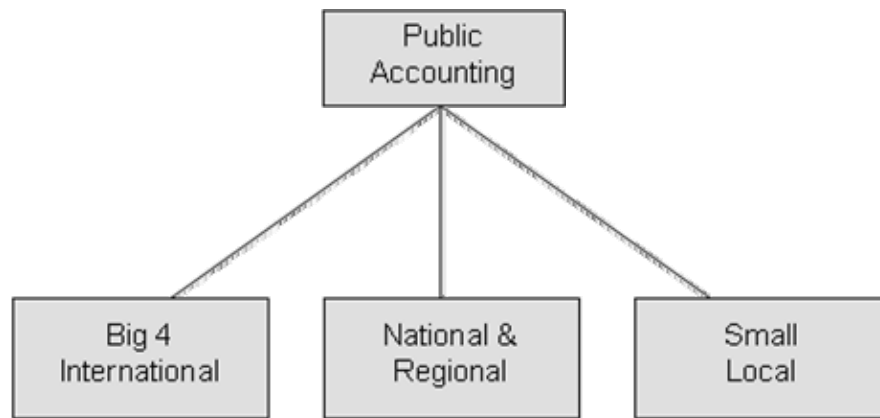 Public
Accounting
Big 4
International
National &
Regional
Small
Local